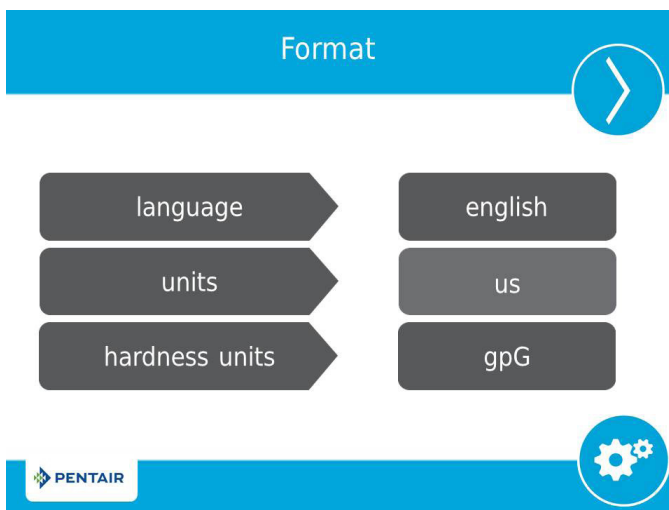 Format
language english
units us
hardness units gpG
PENTAIR